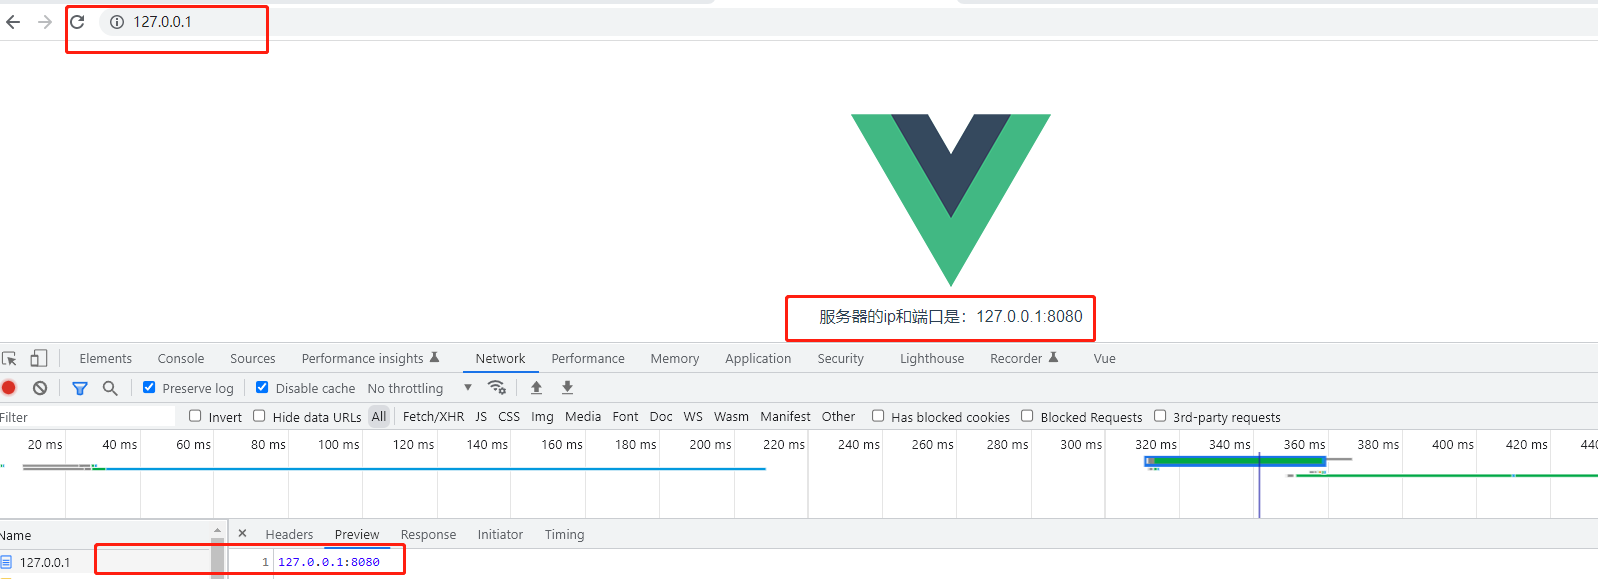 127.0.0.1
服务器的ip和端口是：127.0.0.1:8080
Elements Console Sources Performance insights Network Performance Memory Application Security Lighthouse Recorder Vue
Preserve log Disable cache No throttling
Filter Invert Hide data URLs All Fetch/XHR JS CSS Img Media Font Doc WS Wasm Manifest Other Has blocked cookies Blocked Requests 3rd-party requests
20 ms 40 ms 60 ms 80 ms 100 ms 120 ms 140 ms 160 ms 180 ms 200 ms 220 ms 240 ms 260 ms 280 ms 300 ms 320 ms 340 ms 360 ms 380 ms 400 ms 420 ms 440
Name Headers Preview Response Initiator Timing
127.0.0.1 1 127.0.0.1:8080